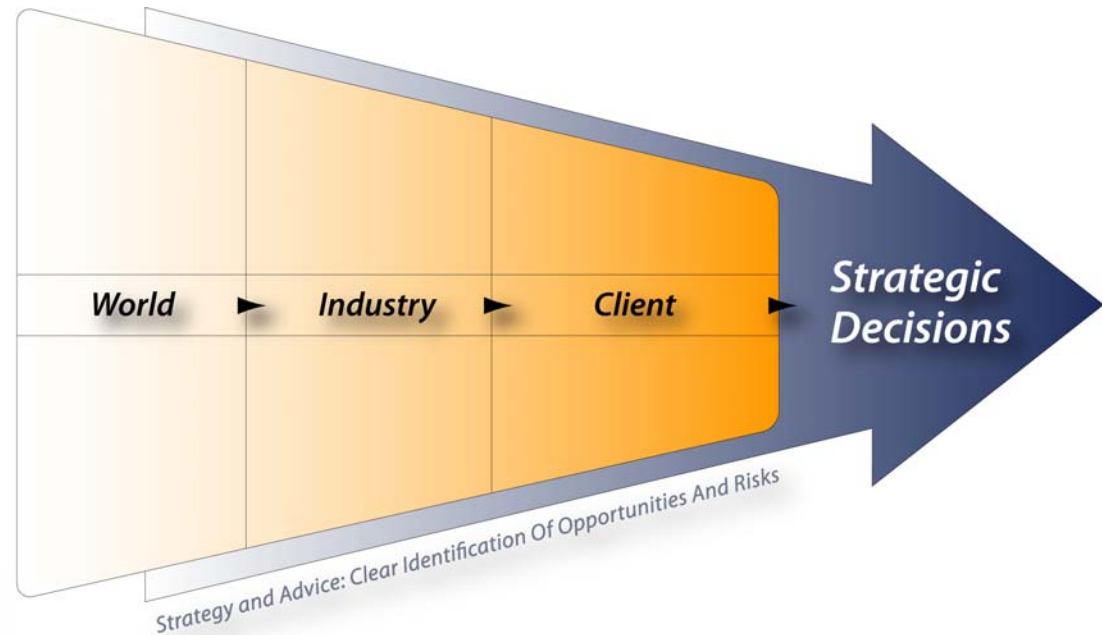 World
Industry
Client
Strategic
Decisions
Strategy and Advice: Clear Identification Of Opportunities And Risks